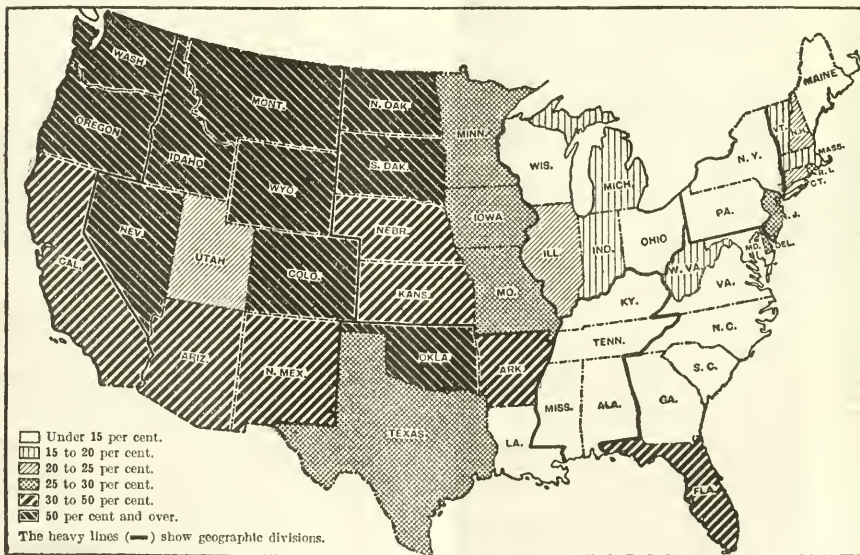 WASH.
MONT.
N. DAK.
MINN.
MAINE
OREGON
IDAHO
S. DAK.
WIS.
MICH.
N.Y.
N.H.
MASS.
R.I.
CT.
WYO.
IOWA
PA.
NEV.
UTAH
NEBR.
ILL.
IND.
OHIO
MD.
DEL.
CAL.
COLO.
KANS.
MO.
W. VA.
VA.
KY.
N.C.
TENN.
ARIZ.
N. MEX.
OKLA.
ARK.
S.C.
MISS.
ALA.
GA.
TEXAS
LA.
FLA.
Under 15 per cent.
15 to 20 per cent.
20 to 25 per cent.
25 to 30 per cent.
30 to 50 per cent.
50 per cent and over.
The heavy lines (▬) show geographic divisions.